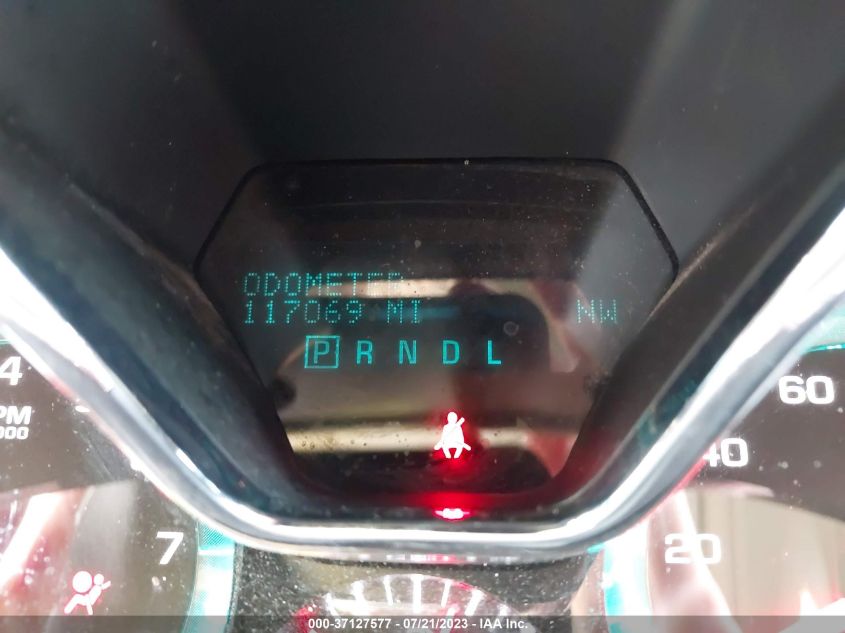 ODOMETER
117069 MI NW
P R N D L
4
60
40
7
20
000-37127577 - 07/21/2023 - IAA Inc.